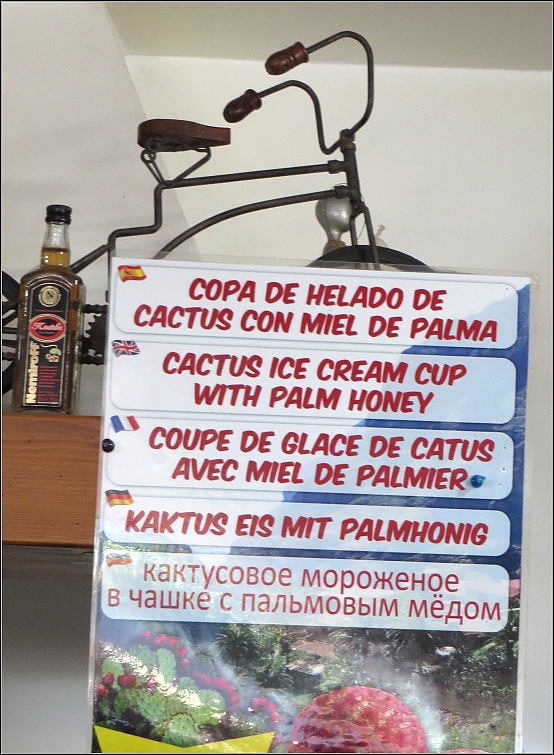 COPA DE HELADO DE
CACTUS CON MIEL DE PALMA
CACTUS ICE CREAM CUP
WITH PALM HONEY
COUPE DE GLACE DE CATUS
AVEC MIEL DE PALMIER
KAKTUS EIS MIT PALMHONIG
кактусовое мороженое
в чашке с пальмовым мёдом
N
Nemiroff